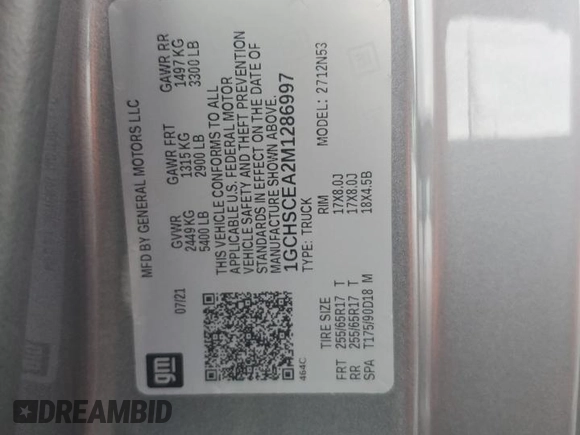 gm
07/21
MFD BY GENERAL MOTORS LLC
GVWR
2449 KG
5400 LB
GAWR FRT
1315 KG
2900 LB
GAWR RR
1497 KG
3300 LB
THIS VEHICLE CONFORMS TO ALL
APPLICABLE U.S. FEDERAL MOTOR
VEHICLE SAFETY AND THEFT PREVENTION
STANDARDS IN EFFECT ON THE DATE OF
MANUFACTURE SHOWN ABOVE.
1GCHSCEA2M1286997
TYPE: TRUCK
MODEL: 2712N53
464C
TIRE SIZE RIM
FRT 255/65R17 T 17X8.0J
RR 255/65R17 T 17X8.0J
SPA T175/90D18 M 18X4.5B
gm
DREAMBID